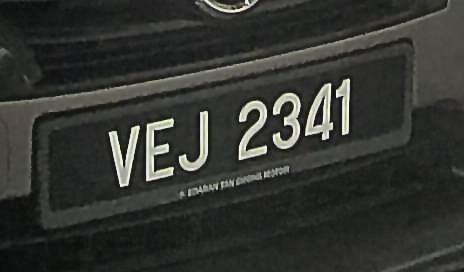 VEJ 2341
EDARAN TAN CHONG MOTOR